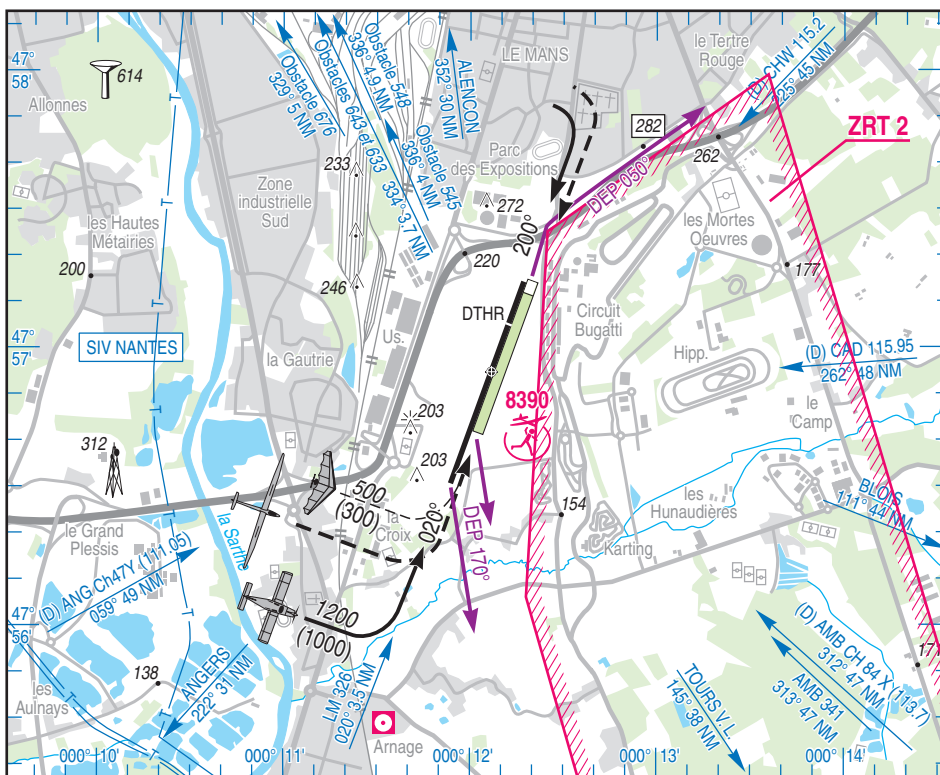 47°
58'
614
Allonnes
Obstacle 676
329° 5 NM
Obstacles 643 et 633
334° 3.7 NM
Obstacle 548
336° 4.5 NM
Obstacle 545
336° 4 NM
ALENCON
352° 30 NM
LE MANS
le Tertre
Rouge
(D) CHW 115.2
225° 45 NM
ZRT 2
282
262
DEP 050°
233
Zone
industrielle
Sud
Parc
des Expositions
272
les Hautes
Métairies
200
246
220
200°
les Mortes
Oeuvres
177
DTHR
Us.
Circuit
Bugatti
47°
57'
SIV NANTES
la Gautrie
Hipp.
(D) CAD 115.95
262° 48 NM
le
Camp
8390
203
312
203
500
(300)
la
Croix
020°
DEP 170°
154
les
Hunaudières
BLOIS
111° 44 NM
le Grand
Plessis
la Sarthe
Karting
(D) ANG Ch47Y (111.05)
059° 49 NM
47°
56'
1200
(1000)
(D) AMB CH 84 X (113.7)
312° 47 NM
AMB 341
313° 47 NM
138
ANGERS
222° 31 NM
LM 326
020° 3.5 NM
TOURS V.L.
145° 38 NM
les
Aulnays
Arnage
000° 10'
000° 11'
000° 12'
000° 13'
000° 14'